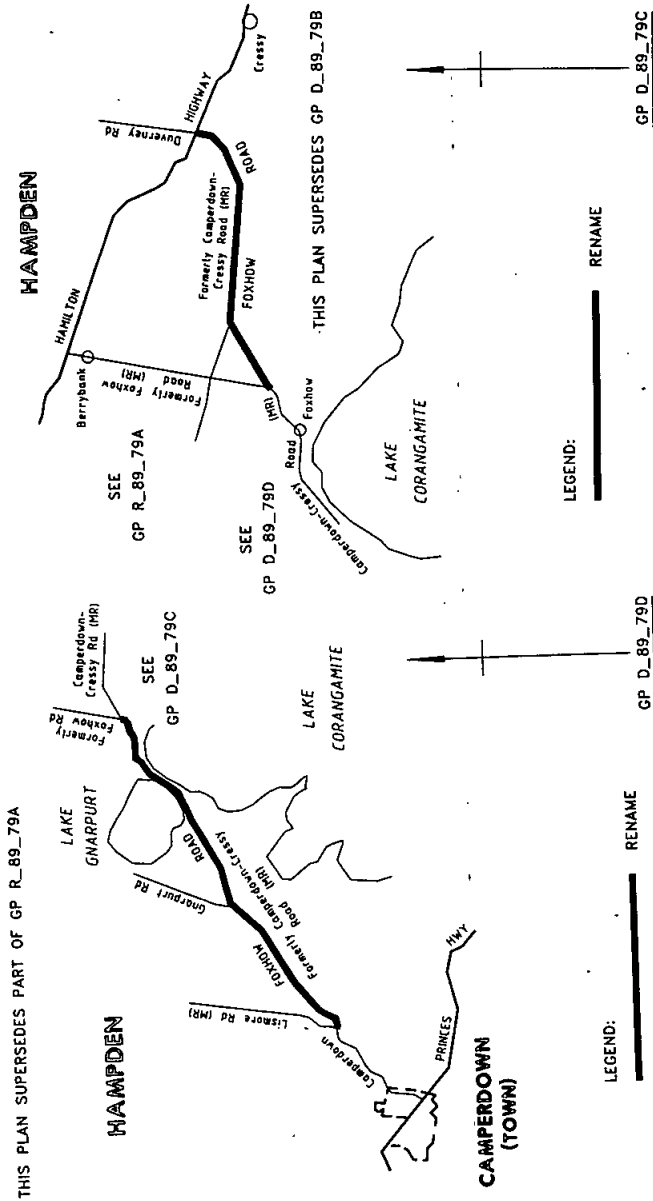 THIS PLAN SUPERSEDES PART OF GP R_89_79A
HAMPDEN
LAKE
GNARPURT
Formerly
Foxhow Rd
Camperdown-
Cressy Rd (MR)
SEE
GP D_89_79C
Gnarpurt Rd
ROAD
FOXHOW
Formerly Camperdown-Cressy
Road (MR)
LAKE
CORANGAMITE
Lismore Rd (MR)
Camperdown
PRINCES
HWY
CAMPERDOWN
(TOWN)
LEGEND:
RENAME
GP D_89_79D
HAMPDEN
HAMILTON
HIGHWAY
Duverney Rd
Cressy
Berrybank
Formerly Foxhow
Road (MR)
Formerly Camperdown-
Cressy Road (MR)
FOXHOW
ROAD
SEE
GP R_89_79A
SEE
GP D_89_79D
(MR)
Foxhow
Road
Camperdown-Cressy
LAKE
CORANGAMITE
THIS PLAN SUPERSEDES GP D_89_79B
LEGEND:
RENAME
GP D_89_79C